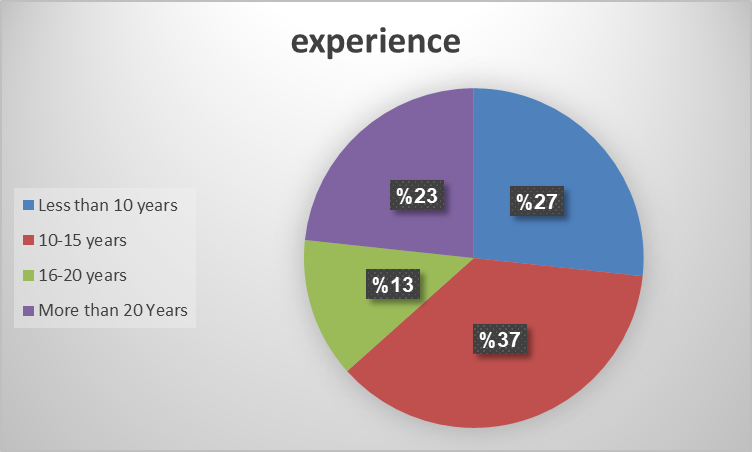 experience
Less than 10 years
10-15 years
16-20 years
More than 20 Years
%23
%27
%13
%37